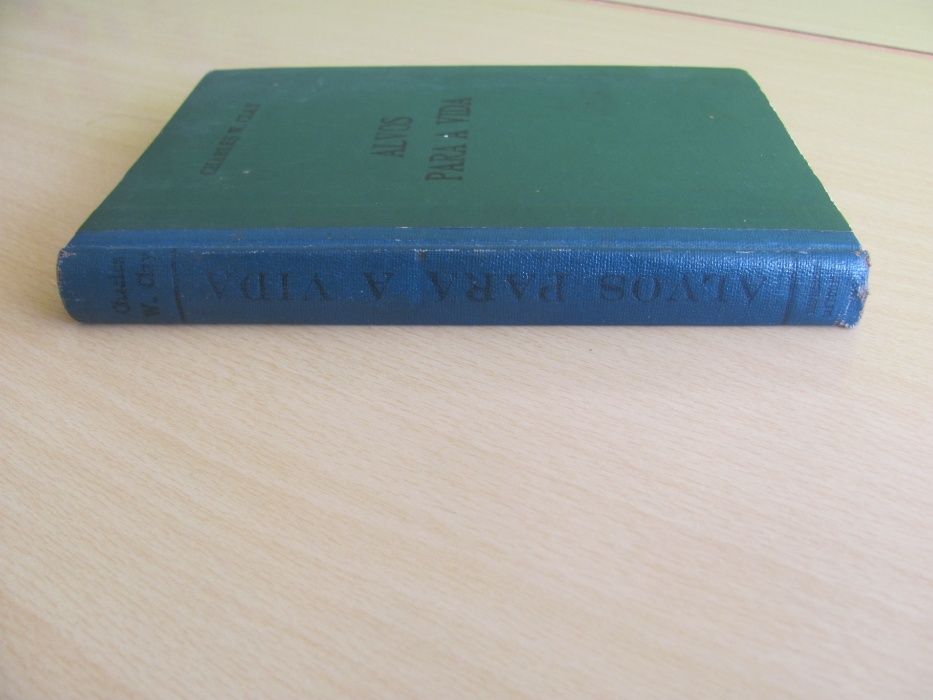 CHARLES W. CLAY
ALVOS
PARA A VIDA
Charles
W. Clay
ALVOS PARA A VIDA